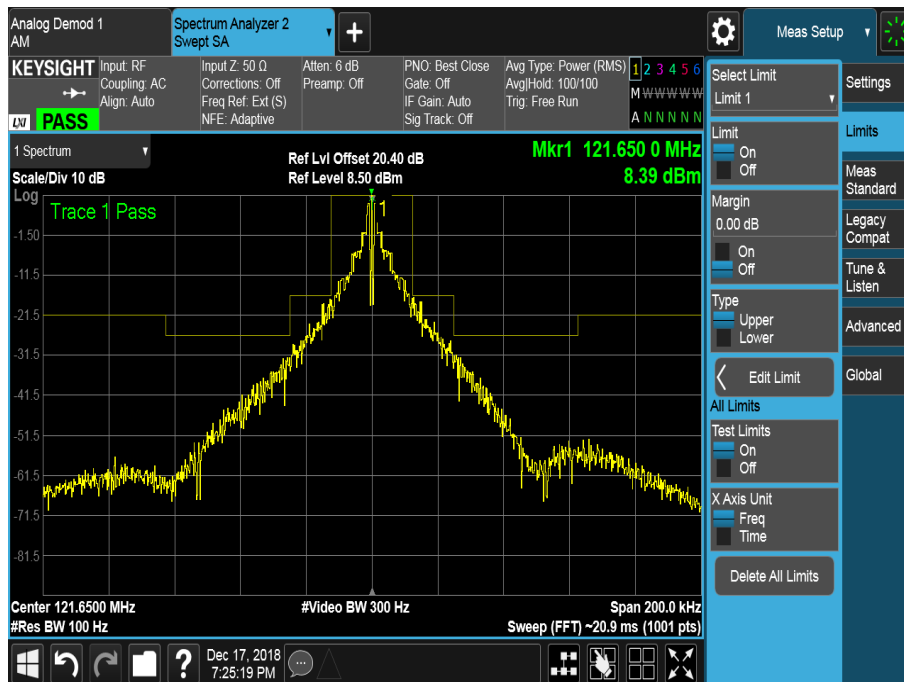 Analog Demod 1
AM
Spectrum Analyzer 2
Swept SA
+
Meas Setup
KEYSIGHT
Input: RF
Coupling: AC
Align: Auto
Input Z: 50 Ω
Corrections: Off
Freq Ref: Ext (S)
NFE: Adaptive
Atten: 6 dB
Preamp: Off
PNO: Best Close
Gate: Off
IF Gain: Auto
Sig Track: Off
Avg Type: Power (RMS)
Avg|Hold: 100/100
Trig: Free Run
1 2 3 4 5 6
M W W W W W
A N N N N N
LXI
PASS
1 Spectrum
Scale/Div 10 dB
Ref Lvl Offset 20.40 dB
Ref Level 8.50 dBm
Mkr1 121.650 0 MHz
8.39 dBm
Log
Trace 1 Pass
1
-1.50
-11.5
-21.5
-31.5
-41.5
-51.5
-61.5
-71.5
-81.5
Center 121.6500 MHz
#Video BW 300 Hz
Span 200.0 kHz
#Res BW 100 Hz
Sweep (FFT) ~20.9 ms (1001 pts)
Select Limit
Limit 1
Limit
On
Off
Margin
0.00 dB
On
Off
Type
Upper
Lower
Edit Limit
All Limits
Test Limits
On
Off
X Axis Unit
Freq
Time
Delete All Limits
Settings
Limits
Meas
Standard
Legacy
Compat
Tune &
Listen
Advanced
Global
?
Dec 17, 2018
7:25:19 PM